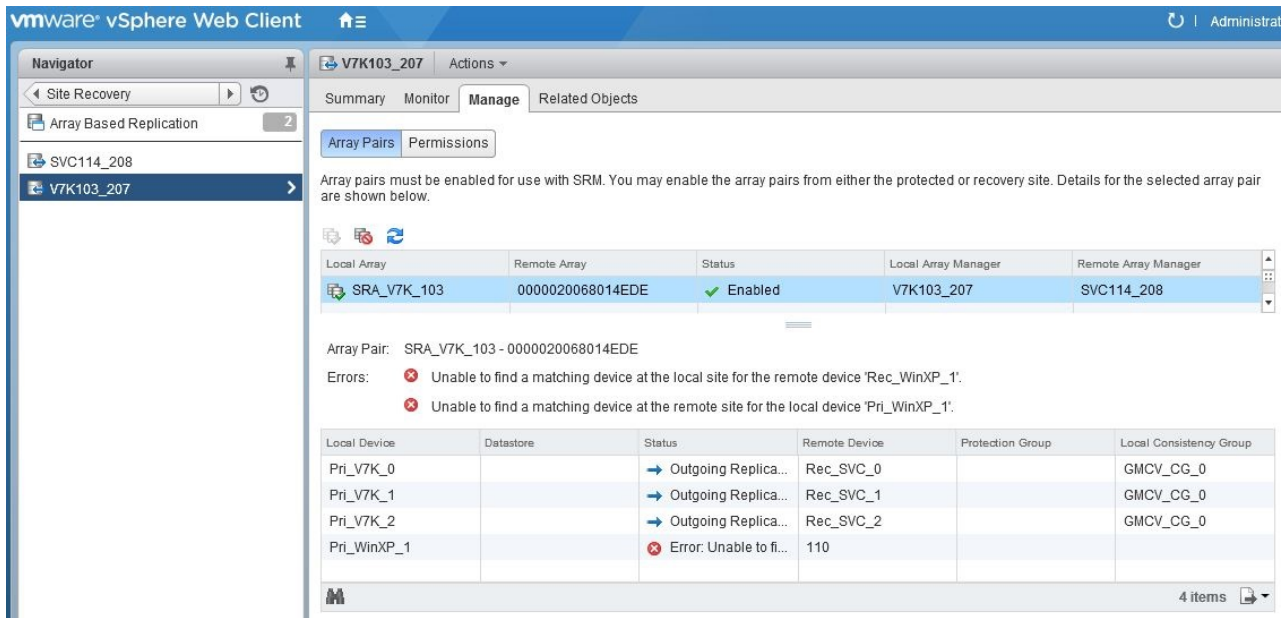 vmware® vSphere Web Client
Administrat
Navigator
Site Recovery
Array Based Replication 2
SVC114_208
V7K103_207
V7K103_207 Actions
Summary Monitor Manage Related Objects
Array Pairs Permissions
Array pairs must be enabled for use with SRM. You may enable the array pairs from either the protected or recovery site. Details for the selected array pair
are shown below.
Local Array Remote Array Status Local Array Manager Remote Array Manager
SRA_V7K_103 0000020068014EDE Enabled V7K103_207 SVC114_208
Array Pair: SRA_V7K_103 - 0000020068014EDE
Errors: Unable to find a matching device at the local site for the remote device 'Rec_WinXP_1'.
Unable to find a matching device at the remote site for the local device 'Pri_WinXP_1'.
Local Device Datastore Status Remote Device Protection Group Local Consistency Group
Pri_V7K_0 Outgoing Replica... Rec_SVC_0 GMCV_CG_0
Pri_V7K_1 Outgoing Replica... Rec_SVC_1 GMCV_CG_0
Pri_V7K_2 Outgoing Replica... Rec_SVC_2 GMCV_CG_0
Pri_WinXP_1 Error: Unable to fi... 110
4 items